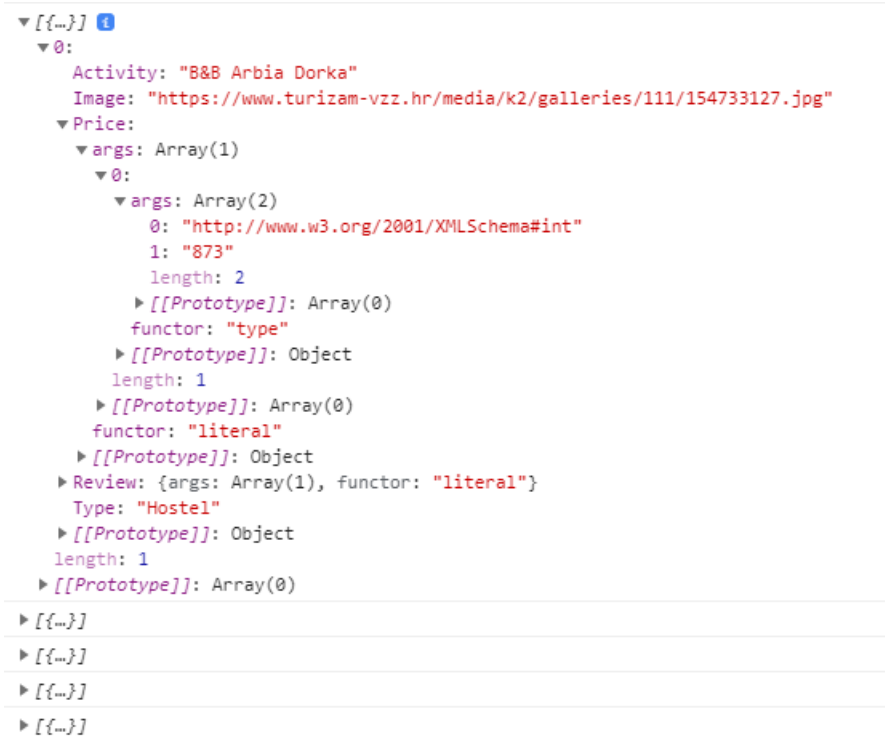 ▼[{…}] i
▼0:
Activity: "B&B Arbia Dorka"
Image: "https://www.turizam-vzz.hr/media/k2/galleries/111/154733127.jpg"
▼Price:
▼args: Array(1)
▼0:
▼args: Array(2)
0: "http://www.w3.org/2001/XMLSchema#int"
1: "873"
length: 2
▶[[Prototype]]: Array(0)
functor: "type"
▶[[Prototype]]: Object
length: 1
▶[[Prototype]]: Array(0)
functor: "literal"
▶[[Prototype]]: Object
▶Review: {args: Array(1), functor: "literal"}
Type: "Hostel"
▶[[Prototype]]: Object
length: 1
▶[[Prototype]]: Array(0)
▶[{…}]
▶[{…}]
▶[{…}]
▶[{…}]